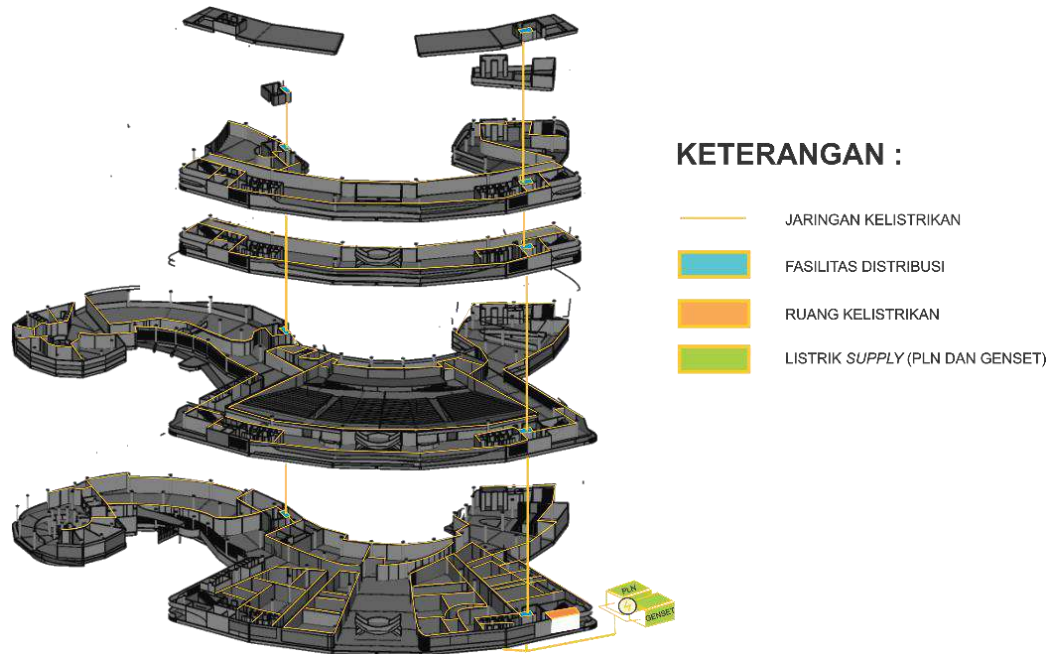 KETERANGAN :
JARINGAN KELISTRIKAN
FASILITAS DISTRIBUSI
RUANG KELISTRIKAN
LISTRIK SUPPLY (PLN DAN GENSET)
PLN
GENSET